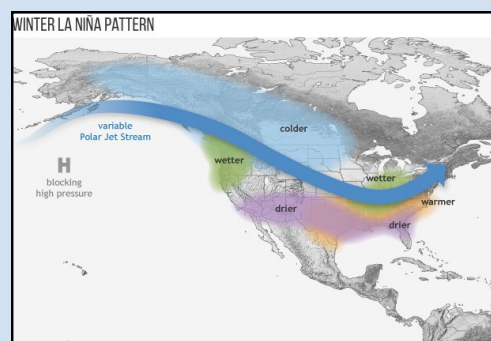 WINTER LA NIÑA PATTERN
variable
Polar Jet Stream
colder
H
blocking
high pressure
wetter
wetter
drier
warmer
drier